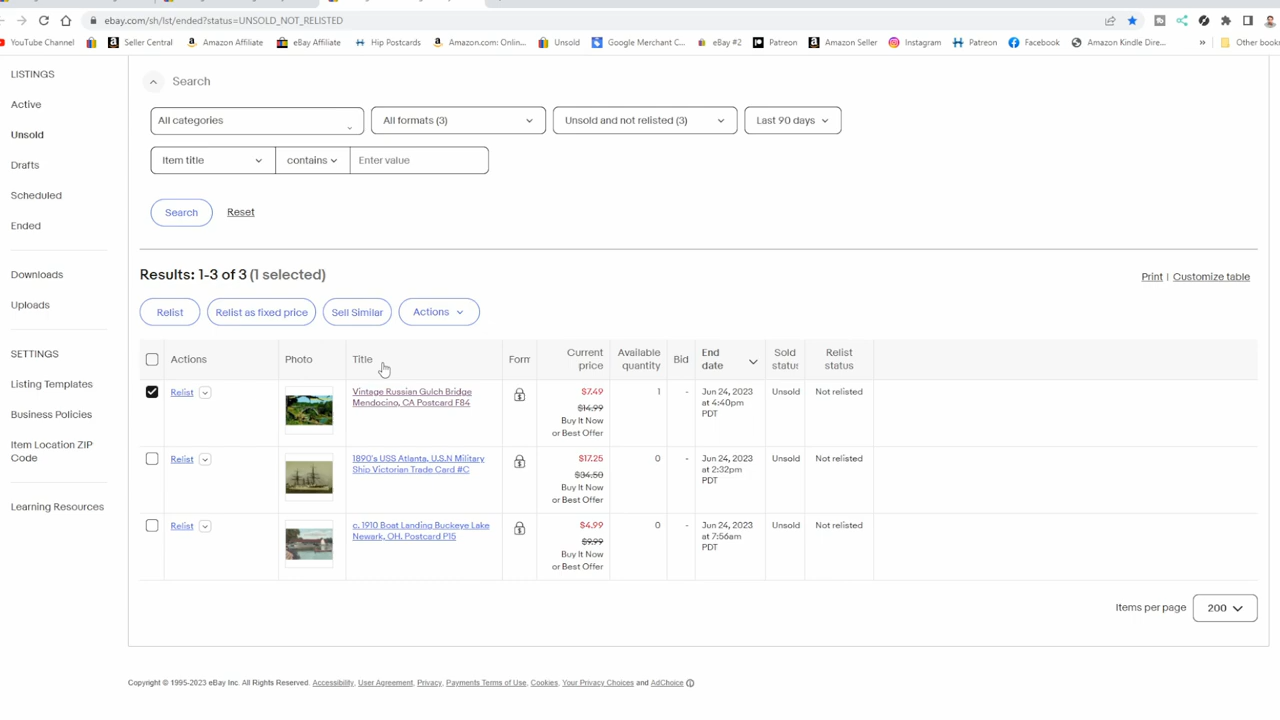 ebay.com/sh/lst/ended?status=UNSOLD_NOT_RELISTED
YouTube Channel Seller Central Amazon Affiliate eBay Affiliate Hip Postcards Amazon.com: Onlin... Unsold Google Merchant C... eBay #2 Patreon Amazon Seller Instagram Patreon Facebook Amazon Kindle Dire... » Other book
LISTINGS
Active
Unsold
Drafts
Scheduled
Ended
Downloads
Uploads
SETTINGS
Listing Templates
Business Policies
Item Location ZIP
Code
Learning Resources
Search
All categories All formats (3) Unsold and not relisted (3) Last 90 days
Item title contains Enter value
Search Reset
Results: 1-3 of 3 (1 selected)
Print | Customize table
Relist Relist as fixed price Sell Similar Actions
Actions Photo Title Form Current price Available quantity Bid End date Sold status Relist status
Relist Vintage Russian Gulch Bridge $7.49 1 - Jun 24, 2023 Unsold Not relisted
Mendocino, CA Postcard F84 $14.99 at 4:40pm
Buy It Now PDT
or Best Offer
Relist 1890's USS Atlanta, U.S.N Military $17.25 0 - Jun 24, 2023 Unsold Not relisted
Ship Victorian Trade Card #C $34.50 at 2:32pm
Buy It Now PDT
or Best Offer
Relist c. 1910 Boat Landing Buckeye Lake $4.99 0 - Jun 24, 2023 Unsold Not relisted
Newark, OH. Postcard P15 $9.99 at 7:56am
Buy It Now PDT
or Best Offer
Items per page 200
Copyright © 1995-2023 eBay Inc. All Rights Reserved. Accessibility, User Agreement, Privacy, Payments Terms of Use, Cookies, Your Privacy Choices and AdChoice